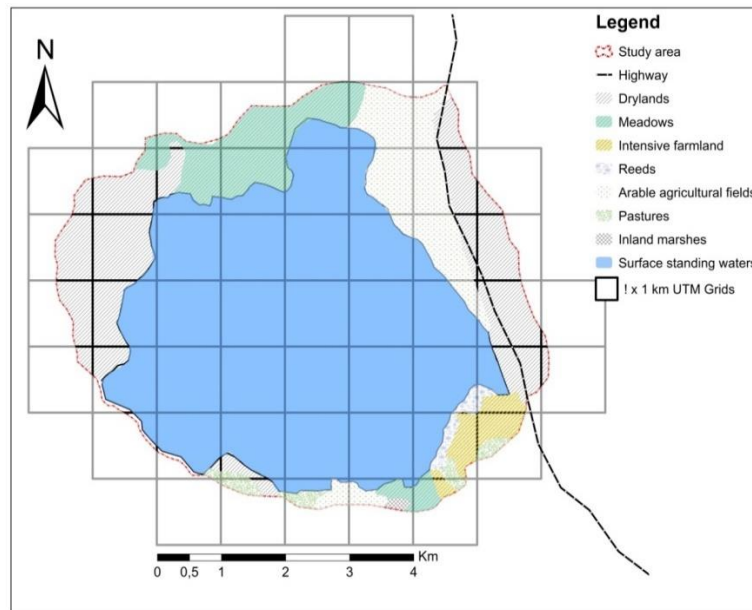 N
Legend
Study area
Highway
Drylands
Meadows
Intensive farmland
Reeds
Arable agricultural fields
Pastures
Inland marshes
Surface standing waters
! x 1 km UTM Grids
Km
0 0,5 1 2 3 4